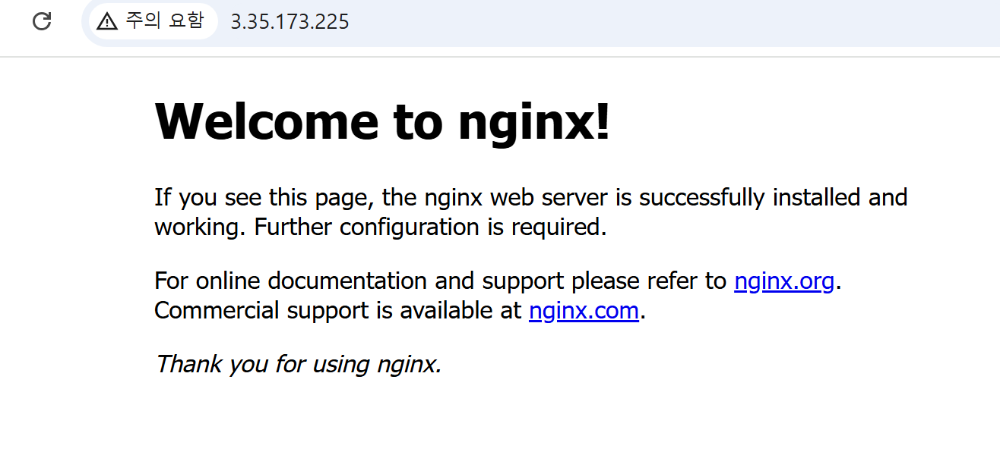 주의 요함 3.35.173.225
Welcome to nginx!
If you see this page, the nginx web server is successfully installed and
working. Further configuration is required.
For online documentation and support please refer to nginx.org.
Commercial support is available at nginx.com.
Thank you for using nginx.